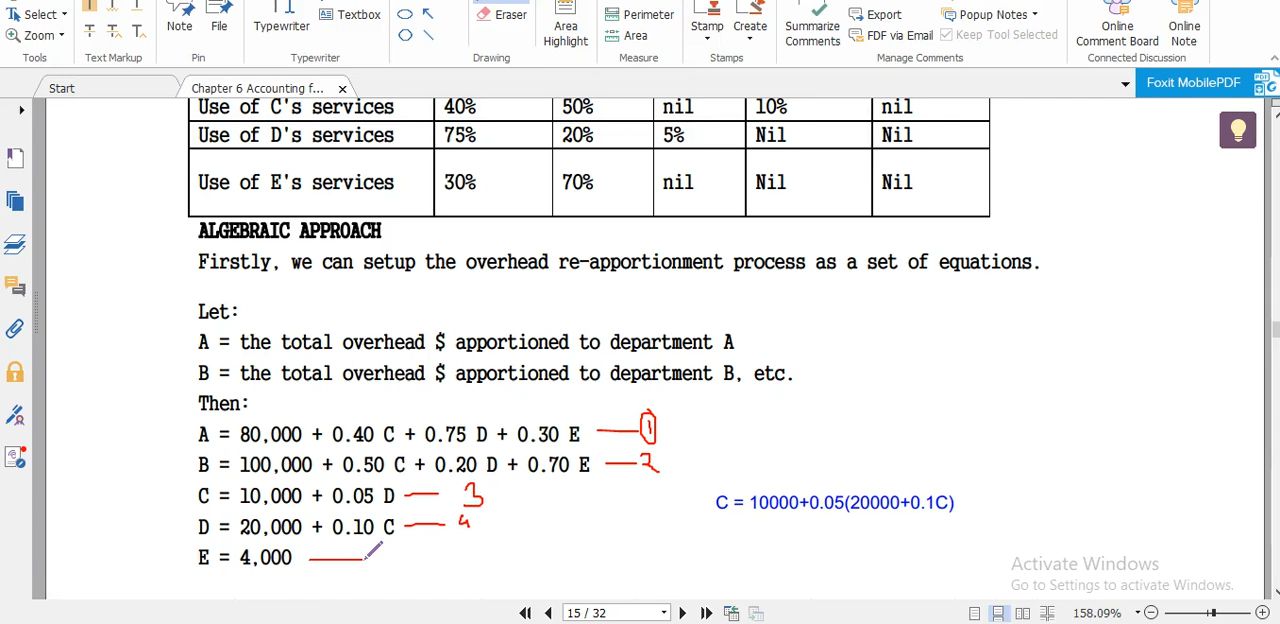 Select
Zoom
Tools
Text Markup
Note
File
Pin
Typewriter
Textbox
Typewriter
Eraser
Drawing
Area
Highlight
Perimeter
Area
Measure
Stamp
Create
Stamps
Summarize
Comments
Export
FDF via Email
Popup Notes
Keep Tool Selected
Manage Comments
Online
Comment Board
Online
Note
Connected Discussion
Start
Chapter 6 Accounting f...
Foxit MobilePDF
Use of C's services 40% 50% nil 10% nil
Use of D's services 75% 20% 5% Nil Nil
Use of E's services 30% 70% nil Nil Nil
ALGEBRAIC APPROACH
Firstly, we can setup the overhead re-apportionment process as a set of equations.
Let:
A = the total overhead $ apportioned to department A
B = the total overhead $ apportioned to department B, etc.
Then:
A = 80,000 + 0.40 C + 0.75 D + 0.30 E — 1
B = 100,000 + 0.50 C + 0.20 D + 0.70 E — 2
C = 10,000 + 0.05 D — 3
C = 10000+0.05(20000+0.1C)
D = 20,000 + 0.10 C — 4
E = 4,000 —
Activate Windows
Go to Settings to activate Windows.
15 / 32
158.09%